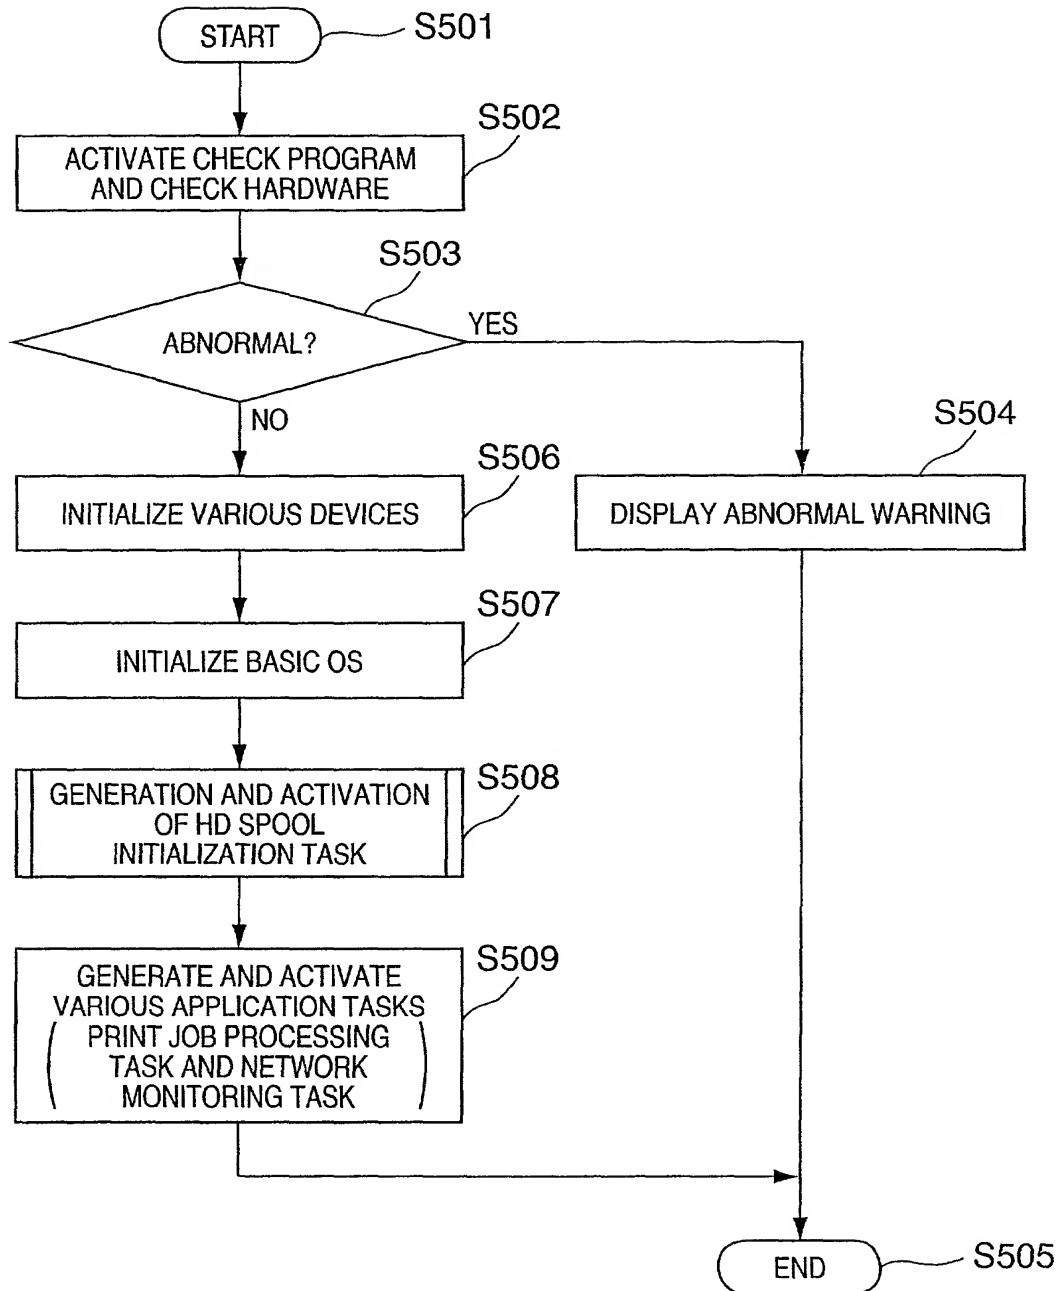 START
S501
S502
ACTIVATE CHECK PROGRAM
AND CHECK HARDWARE
S503
ABNORMAL?
YES
NO
S504
S506
INITIALIZE VARIOUS DEVICES
DISPLAY ABNORMAL WARNING
S507
INITIALIZE BASIC OS
S508
GENERATION AND ACTIVATION
OF HD SPOOL
INITIALIZATION TASK
S509
GENERATE AND ACTIVATE
VARIOUS APPLICATION TASKS
(PRINT JOB PROCESSING
TASK AND NETWORK
MONITORING TASK)
END
S505